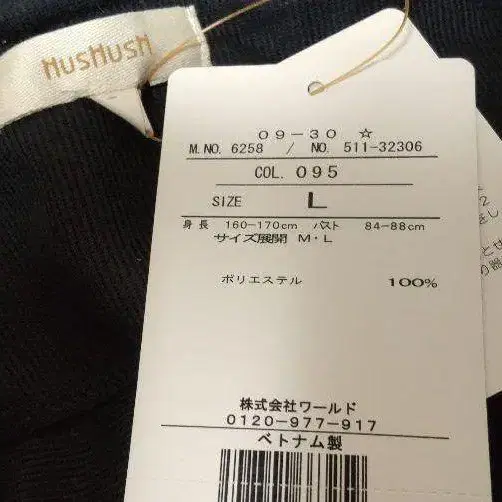 MUSMUSM
09-30 ☆
M.NO. 6258 / NO. 511-32306
COL. 095
SIZE L
身長 160-170cm バスト 84-88cm
サイズ展開 M・L
ポリエステル 100%
株式会社ワールド
0120-977-917
ベトナム製